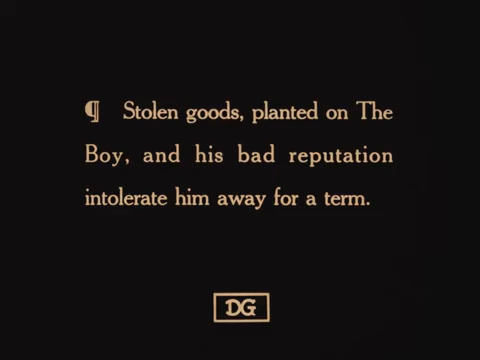 ¶ Stolen goods, planted on The
Boy, and his bad reputation
intolerate him away for a term.
DG